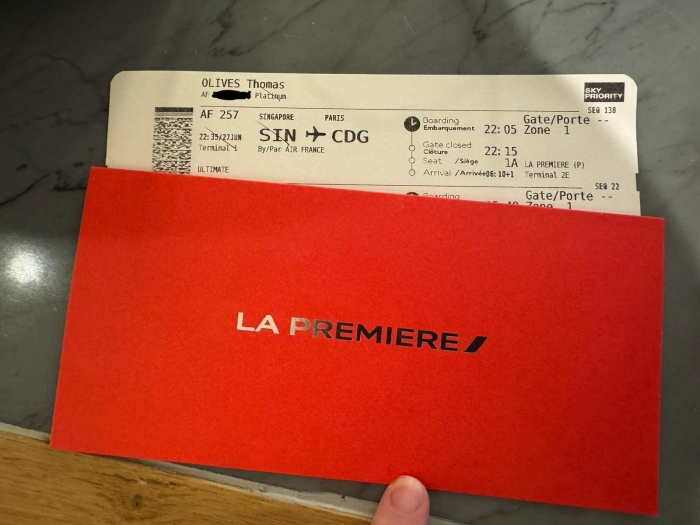 OLIVES Thomas
AF Platinum
SKY
PRIORITY
SEQ 138
AF 257
SINGAPORE PARIS
SIN CDG
By/Par AIR FRANCE
22:35/27JUN
Terminal 1
ULTIMATE
Boarding
Embarquement 22:05
Gate/Porte --
Zone 1
Gate closed
Clôture 22:15
Seat /Siège 1A LA PREMIERE (P)
Arrival /Arrivée06:10+1 Terminal 2E
SEQ 22
Boarding
Gate/Porte --
Zone 1
LA PREMIERE